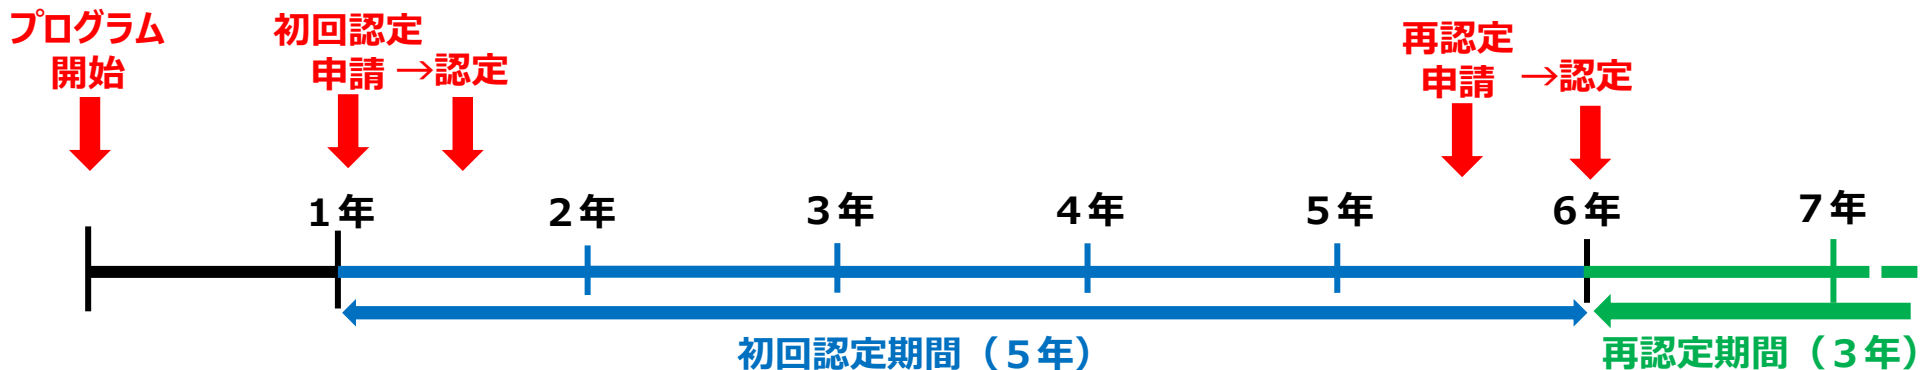 プログラム
開始
初回認定
申請 →認定
再認定
申請 →認定
１年
２年
３年
４年
５年
６年
７年
初回認定期間（５年）
再認定期間（３年）